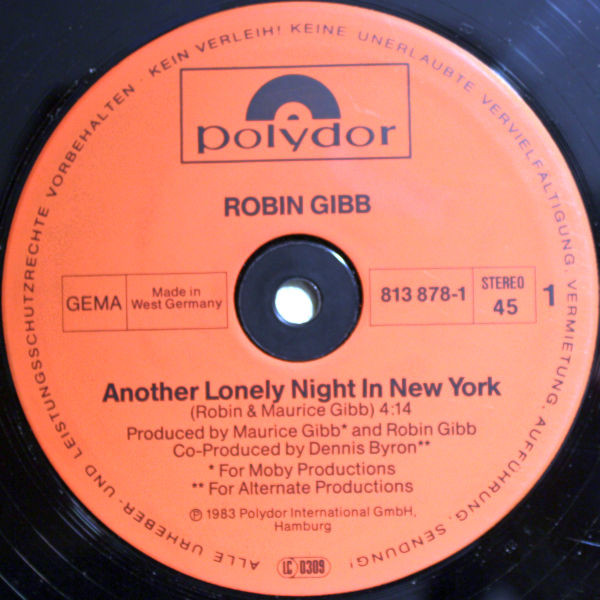 ALLE URHEBER- UND LEISTUNGSSCHUTZRECHTE VORBEHALTEN · KEIN VERLEIH! KEINE UNERLAUBTE VERVIELFÄLTIGUNG, VERMIETUNG, AUFFÜHRUNG, SENDUNG!
polydor
ROBIN GIBB
GEMA
Made in
West Germany
813 878-1
STEREO
45
1
Another Lonely Night In New York
(Robin & Maurice Gibb) 4:14
Produced by Maurice Gibb* and Robin Gibb
Co-Produced by Dennis Byron**
* For Moby Productions
** For Alternate Productions
℗ 1983 Polydor International GmbH,
Hamburg
LC 0309